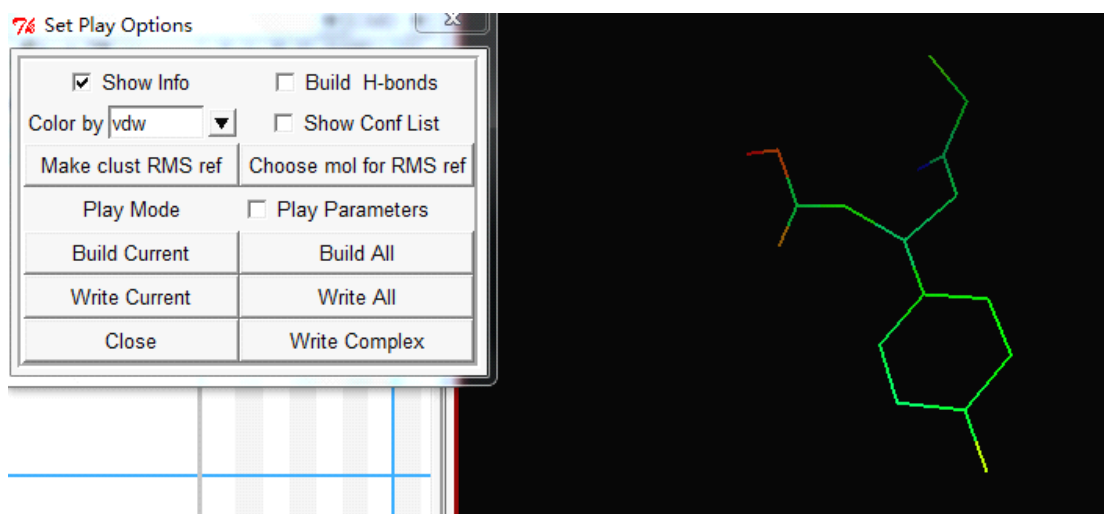 Set Play Options
Show Info Build H-bonds
Color by vdw Show Conf List
Make clust RMS ref Choose mol for RMS ref
Play Mode Play Parameters
Build Current Build All
Write Current Write All
Close Write Complex